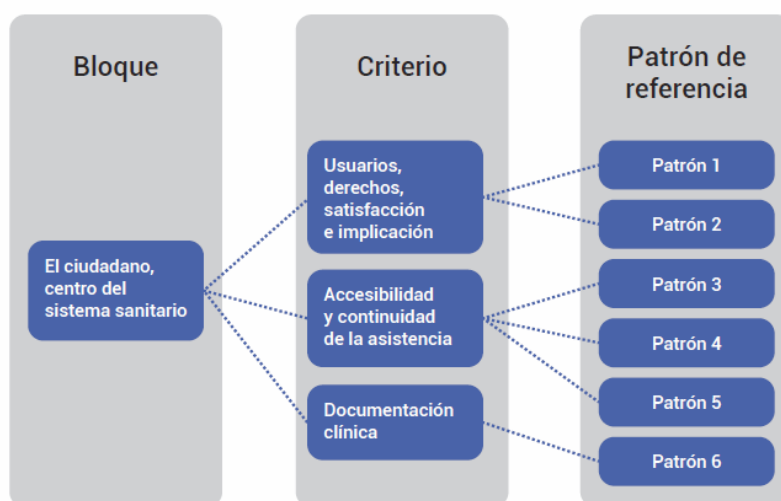 Bloque
Criterio
Patrón de
referencia
El ciudadano,
centro del
sistema sanitario
Usuarios,
derechos,
satisfacción
e implicación
Accesibilidad
y continuidad
de la asistencia
Documentación
clínica
Patrón 1
Patrón 2
Patrón 3
Patrón 4
Patrón 5
Patrón 6